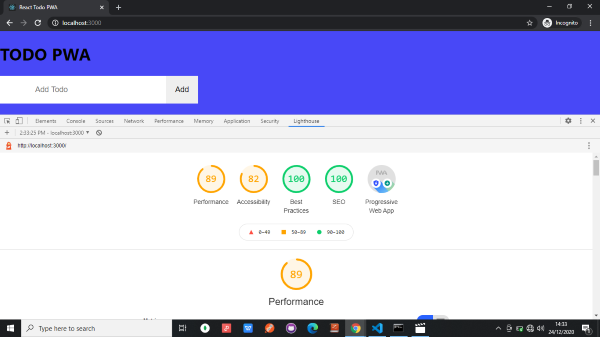 React Todo PWA
localhost:3000
Incognito
TODO PWA
Add Todo
Add
Elements Console Sources Network Performance Memory Application Security Lighthouse
2:33:25 PM - localhost:3000
http://localhost:3000/
89 82 100 100 PWA
Performance Accessibility Best Practices SEO Progressive Web App
0–49 50–89 90–100
89
Performance
Type here to search
14:33
24/12/2020